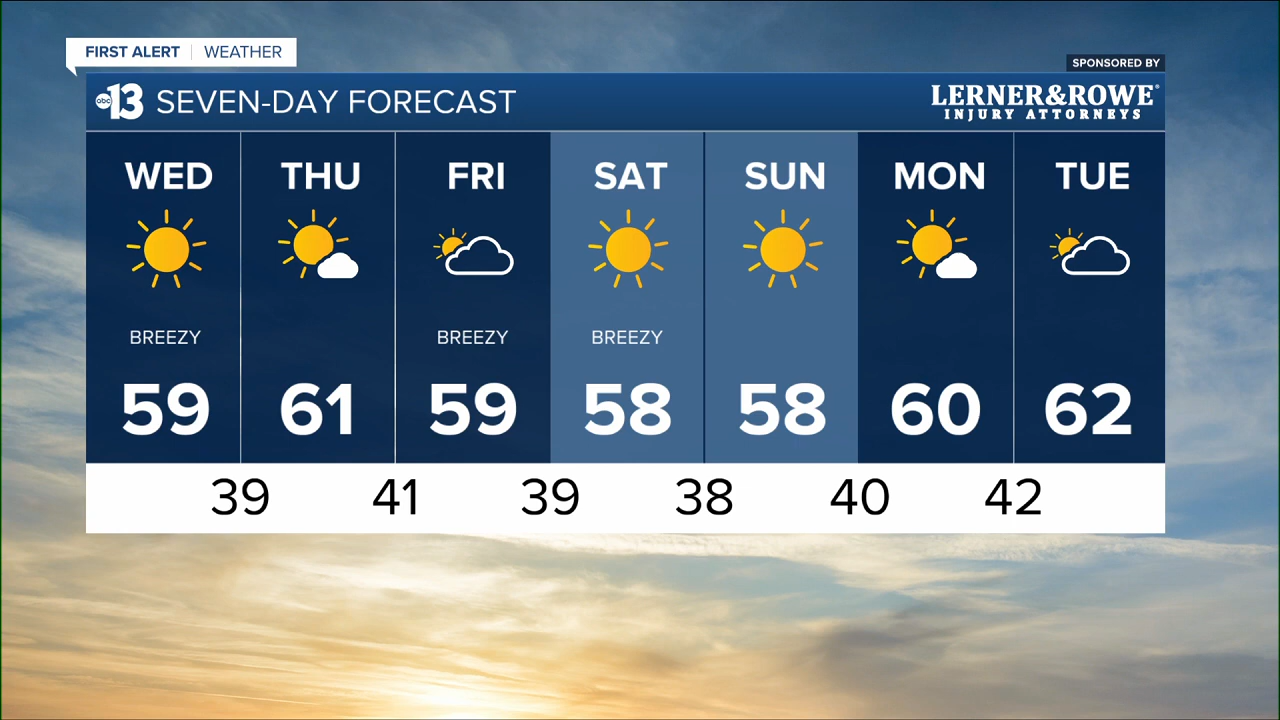 FIRST ALERT | WEATHER
SPONSORED BY
abc 13 SEVEN-DAY FORECAST
LERNER&ROWE®
INJURY ATTORNEYS
WED THU FRI SAT SUN MON TUE
BREEZY BREEZY BREEZY
59 61 59 58 58 60 62
39 41 39 38 40 42